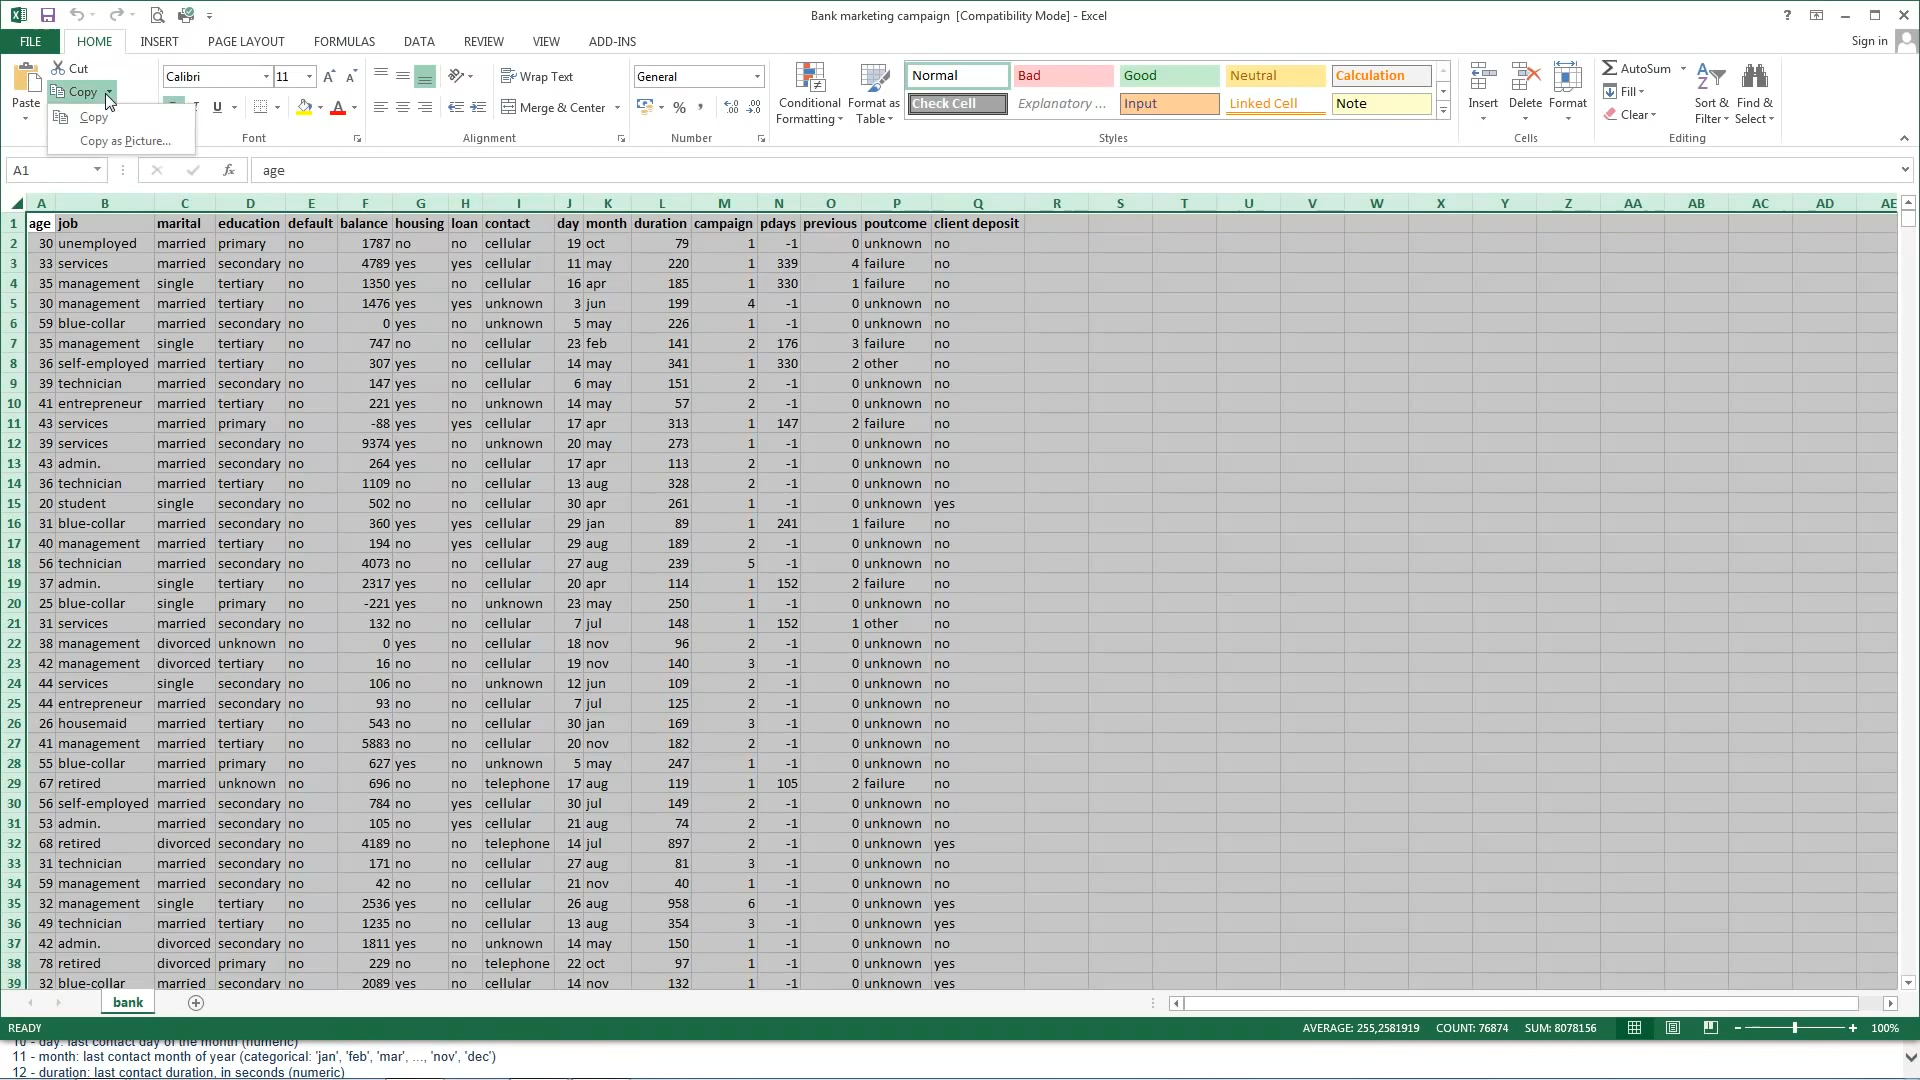 Bank marketing campaign  [Compatibility Mode] - Excel
FILE HOME INSERT PAGE LAYOUT FORMULAS DATA REVIEW VIEW ADD-INS Sign in
Paste
Cut
Copy
Copy
Copy as Picture...
Calibri 11
U A
Font
Wrap Text
Merge & Center
Alignment
General
%
Number
Conditional Formatting
Format as Table
Normal Bad Good Neutral Calculation
Check Cell Explanatory ... Input Linked Cell Note
Styles
Insert Delete Format
Cells
AutoSum
Fill
Clear
Sort & Filter
Find & Select
Editing
A1 fx age
A B C D E F G H I J K L M N O P Q R S T U V W X Y Z AA AB AC AD AE
1 age job marital education default balance housing loan contact day month duration campaign pdays previous poutcome client deposit
2 30 unemployed married primary no 1787 no no cellular 19 oct 79 1 -1 0 unknown no
3 33 services married secondary no 4789 yes yes cellular 11 may 220 1 339 4 failure no
4 35 management single tertiary no 1350 yes no cellular 16 apr 185 1 330 1 failure no
5 30 management married tertiary no 1476 yes yes unknown 3 jun 199 4 -1 0 unknown no
6 59 blue-collar married secondary no 0 yes no unknown 5 may 226 1 -1 0 unknown no
7 35 management single tertiary no 747 no no cellular 23 feb 141 2 176 3 failure no
8 36 self-employed married tertiary no 307 yes no cellular 14 may 341 1 330 2 other no
9 39 technician married secondary no 147 yes no cellular 6 may 151 2 -1 0 unknown no
10 41 entrepreneur married tertiary no 221 yes no unknown 14 may 57 2 -1 0 unknown no
11 43 services married primary no -88 yes yes cellular 17 apr 313 1 147 2 failure no
12 39 services married secondary no 9374 yes no unknown 20 may 273 1 -1 0 unknown no
13 43 admin. married secondary no 264 yes no cellular 17 apr 113 2 -1 0 unknown no
14 36 technician married tertiary no 1109 no no cellular 13 aug 328 2 -1 0 unknown no
15 20 student single secondary no 502 no no cellular 30 apr 261 1 -1 0 unknown yes
16 31 blue-collar married secondary no 360 yes yes cellular 29 jan 89 1 241 1 failure no
17 40 management married tertiary no 194 no yes cellular 29 aug 189 2 -1 0 unknown no
18 56 technician married secondary no 4073 no no cellular 27 aug 239 5 -1 0 unknown no
19 37 admin. single tertiary no 2317 yes no cellular 20 apr 114 1 152 2 failure no
20 25 blue-collar single primary no -221 yes no unknown 23 may 250 1 -1 0 unknown no
21 31 services married secondary no 132 no no cellular 7 jul 148 1 152 1 other no
22 38 management divorced unknown no 0 yes no cellular 18 nov 96 2 -1 0 unknown no
23 42 management divorced tertiary no 16 no no cellular 19 nov 140 3 -1 0 unknown no
24 44 services single secondary no 106 no no unknown 12 jun 109 2 -1 0 unknown no
25 44 entrepreneur married secondary no 93 no no cellular 7 jul 125 2 -1 0 unknown no
26 26 housemaid married tertiary no 543 no no cellular 30 jan 169 3 -1 0 unknown no
27 41 management married tertiary no 5883 no no cellular 20 nov 182 2 -1 0 unknown no
28 55 blue-collar married primary no 627 yes no unknown 5 may 247 1 -1 0 unknown no
29 67 retired married unknown no 696 no no telephone 17 aug 119 1 105 2 failure no
30 56 self-employed married secondary no 784 no yes cellular 30 jul 149 2 -1 0 unknown no
31 53 admin. married secondary no 105 no yes cellular 21 aug 74 2 -1 0 unknown no
32 68 retired divorced secondary no 4189 no no telephone 14 jul 897 2 -1 0 unknown yes
33 31 technician married secondary no 171 no no cellular 27 aug 81 3 -1 0 unknown no
34 59 management married secondary no 42 no no cellular 21 nov 40 1 -1 0 unknown no
35 32 management single tertiary no 2536 yes no cellular 26 aug 958 6 -1 0 unknown yes
36 49 technician married tertiary no 1235 no no cellular 13 aug 354 3 -1 0 unknown yes
37 42 admin. divorced secondary no 1811 yes no unknown 14 may 150 1 -1 0 unknown no
38 78 retired divorced primary no 229 no no telephone 22 oct 97 1 -1 0 unknown yes
39 32 blue-collar married secondary no 2089 yes no cellular 14 nov 132 1 -1 0 unknown yes
bank
READY AVERAGE: 255,2581919 COUNT: 76874 SUM: 8078156 100%
10 - day: last contact day of the month (numeric)
11 - month: last contact month of year (categorical: 'jan', 'feb', 'mar', ..., 'nov', 'dec')
12 - duration: last contact duration, in seconds (numeric)